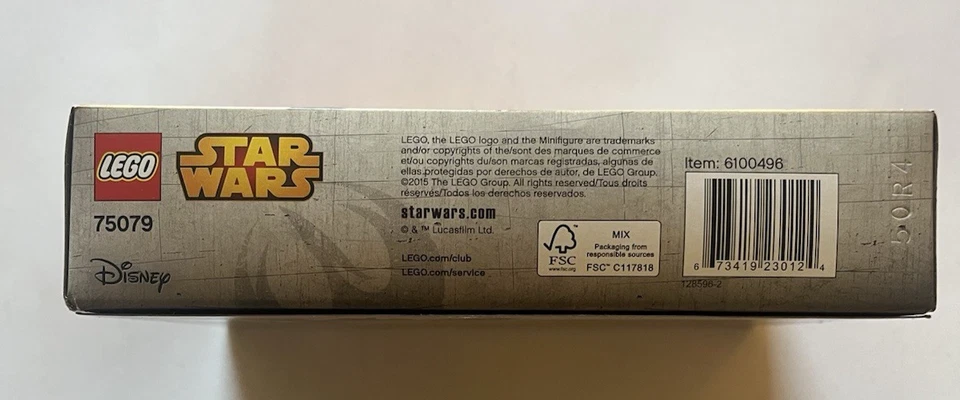 LEGO
STAR
WARS
75079
Disney
LEGO, the LEGO logo and the Minifigure are trademarks
and/or copyrights of the/sont des marques de commerce
et/ou copyrights du/son marcas registradas, algunas de
ellas protegidas por derechos de autor, de LEGO Group.
©2015 The LEGO Group. All rights reserved/Tous droits
réservés/Todos los derechos reservados.
starwars.com
© & ™ Lucasfilm Ltd.
LEGO.com/club
LEGO.com/service
FSC
www.fsc.org
MIX
Packaging from
responsible sources
FSC™ C117818
Item: 6100496
6 73419 23012 4
128596-2
50R4